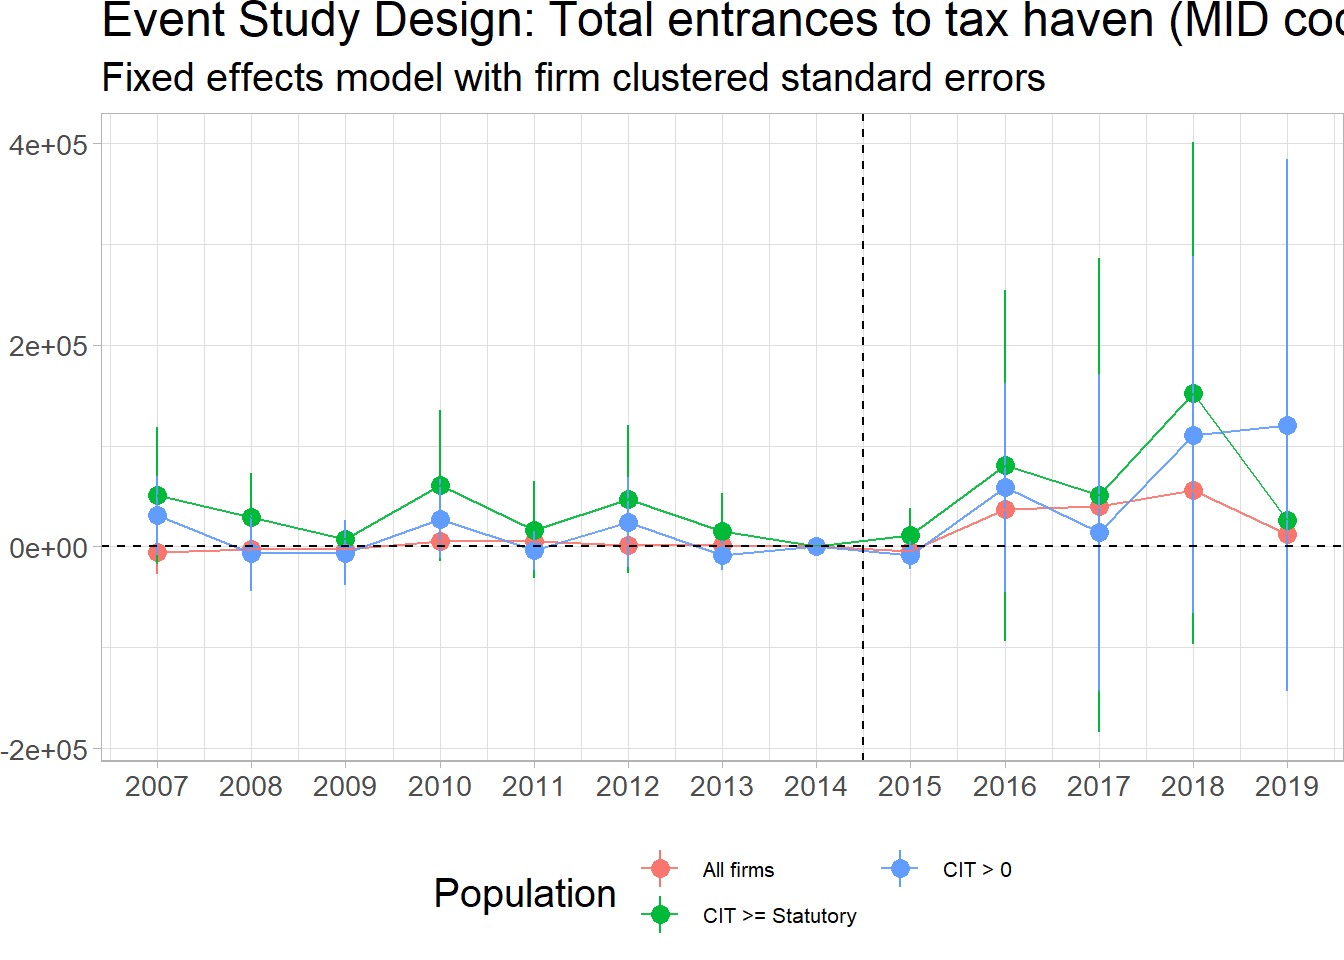 Event Study Design: Total entrances to tax haven (MID
Fixed effects model with firm clustered standard errors
4e+05
2e+05
0e+00
-2e+05
2007 2008 2009 2010 2011 2012 2013 2014 2015 2016 2017 2018 2019
Population
All firms
CIT > 0
CIT >= Statutory